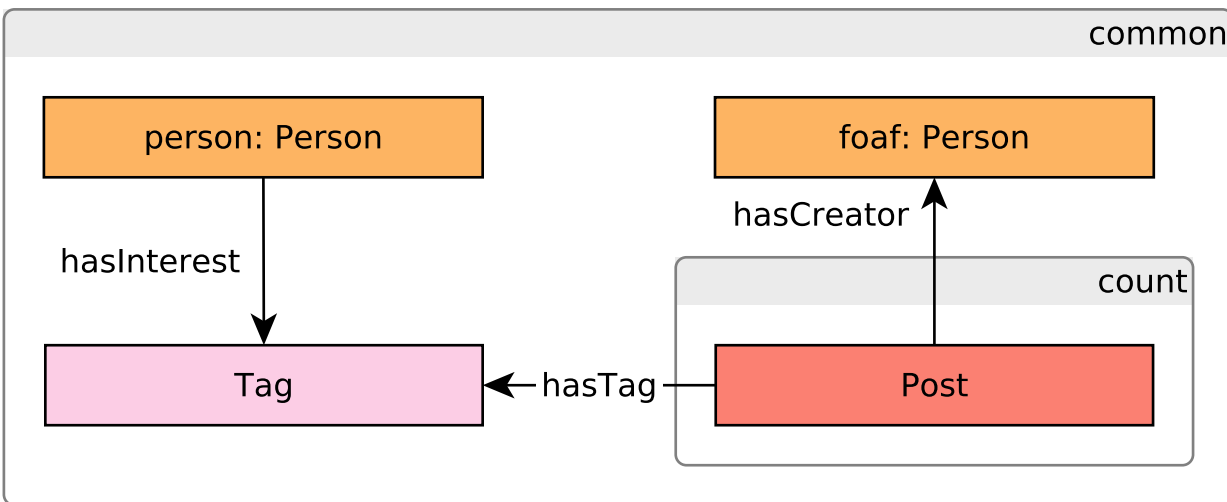 common
person: Person
foaf: Person
hasCreator
hasInterest
count
Tag
hasTag
Post